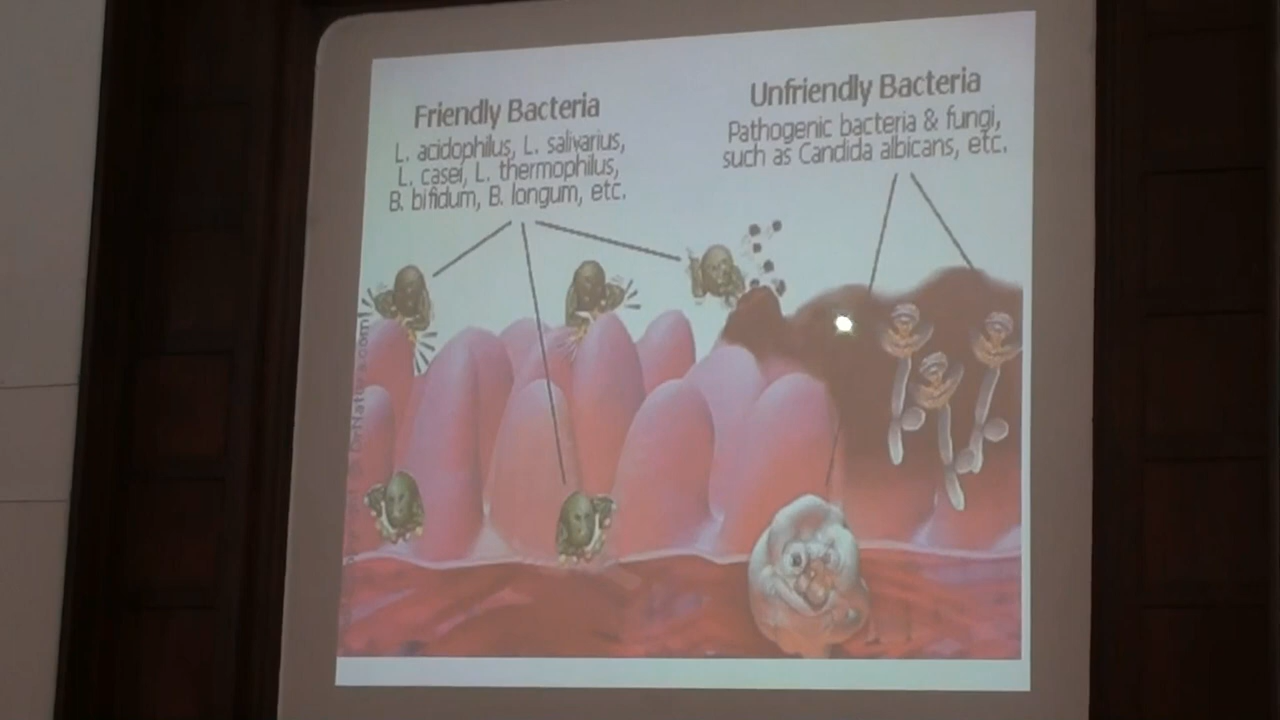 Friendly Bacteria
L. acidophilus, L. salivarius,
L. casei, L. thermophilus,
B. bifidum, B. longum, etc.
Unfriendly Bacteria
Pathogenic bacteria & fungi,
such as Candida albicans, etc.